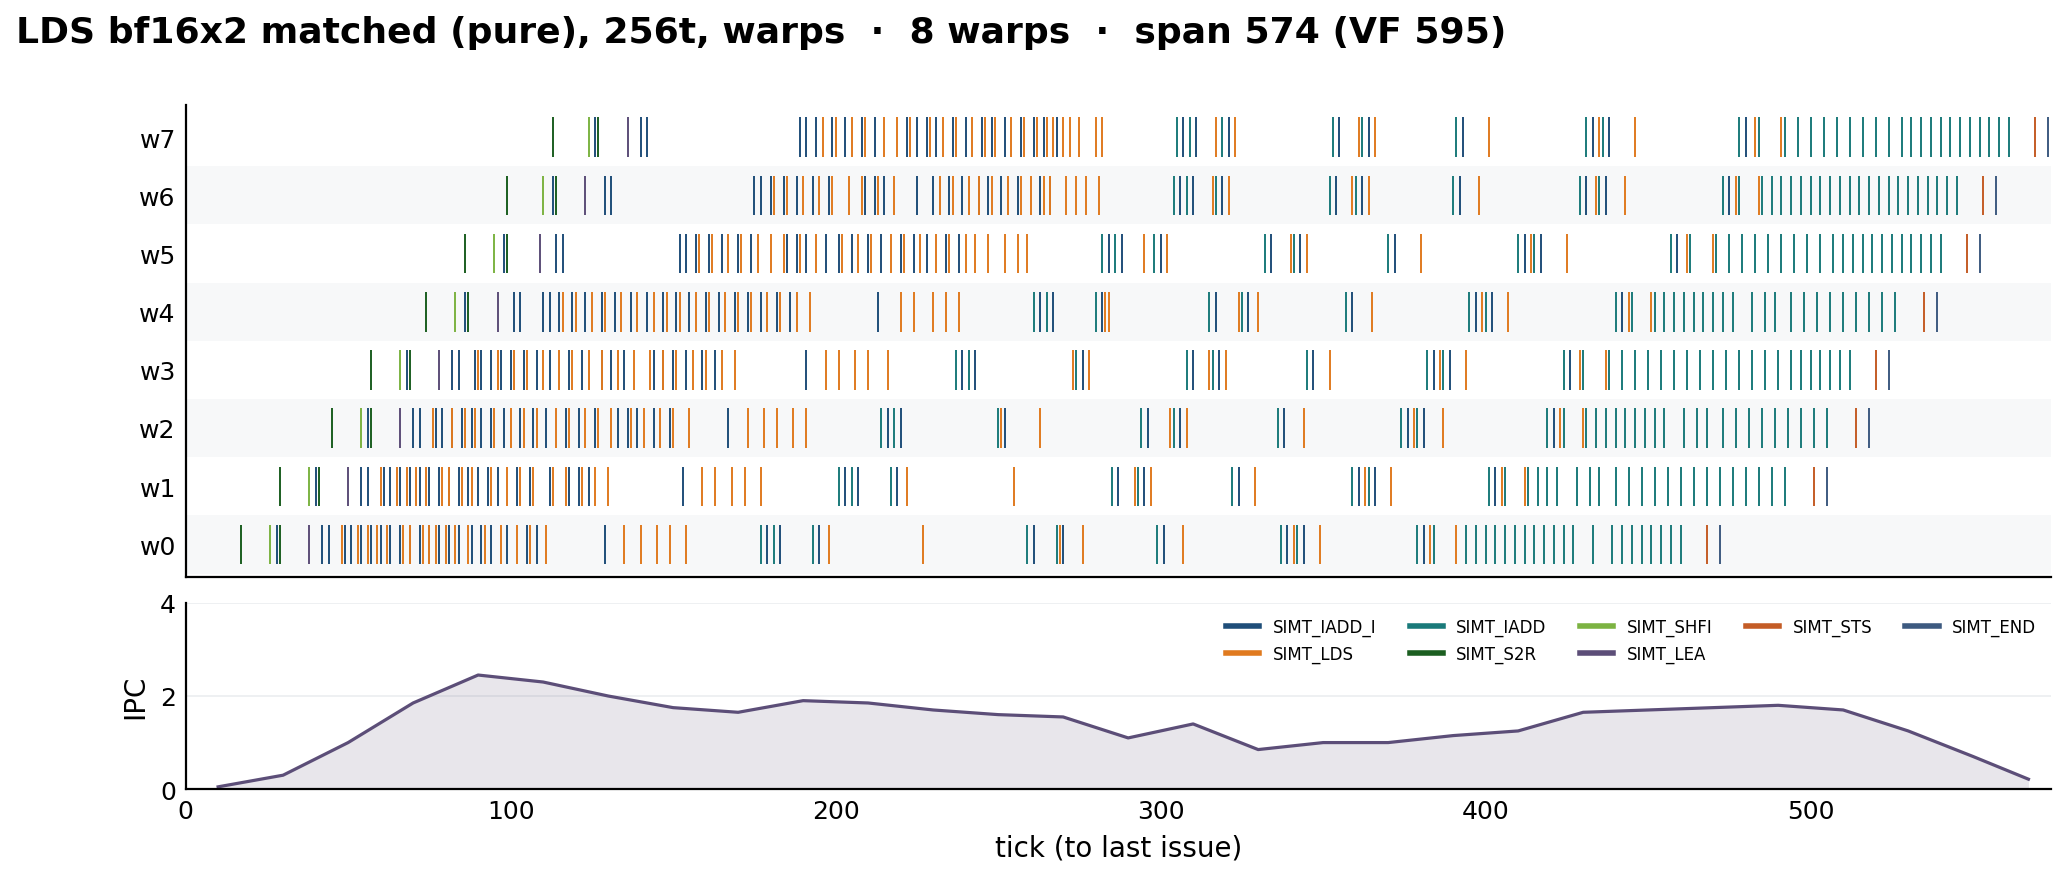 LDS bf16x2 matched (pure), 256t, warps · 8 warps · span 574 (VF 595)
w7
w6
w5
w4
w3
w2
w1
w0
4
2
0
IPC
SIMT_IADD_I SIMT_IADD SIMT_SHFI SIMT_STS SIMT_END
SIMT_LDS SIMT_S2R SIMT_LEA
0 100 200 300 400 500
tick (to last issue)